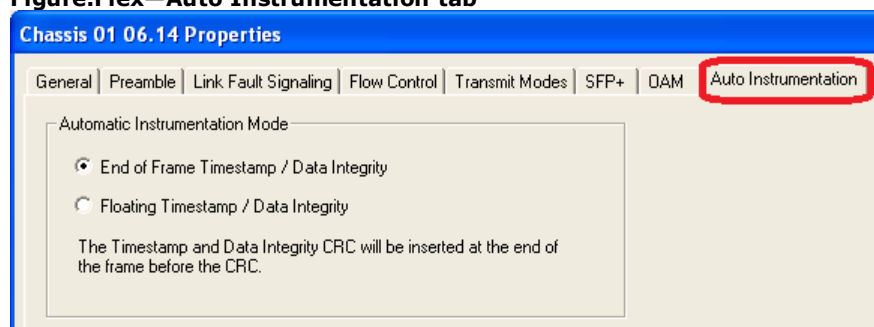 Figure:Flex—Auto Instrumentation tab
Chassis 01 06.14 Properties
General Preamble Link Fault Signaling Flow Control Transmit Modes SFP+ OAM Auto Instrumentation
Automatic Instrumentation Mode
End of Frame Timestamp / Data Integrity
Floating Timestamp / Data Integrity
The Timestamp and Data Integrity CRC will be inserted at the end of
the frame before the CRC.